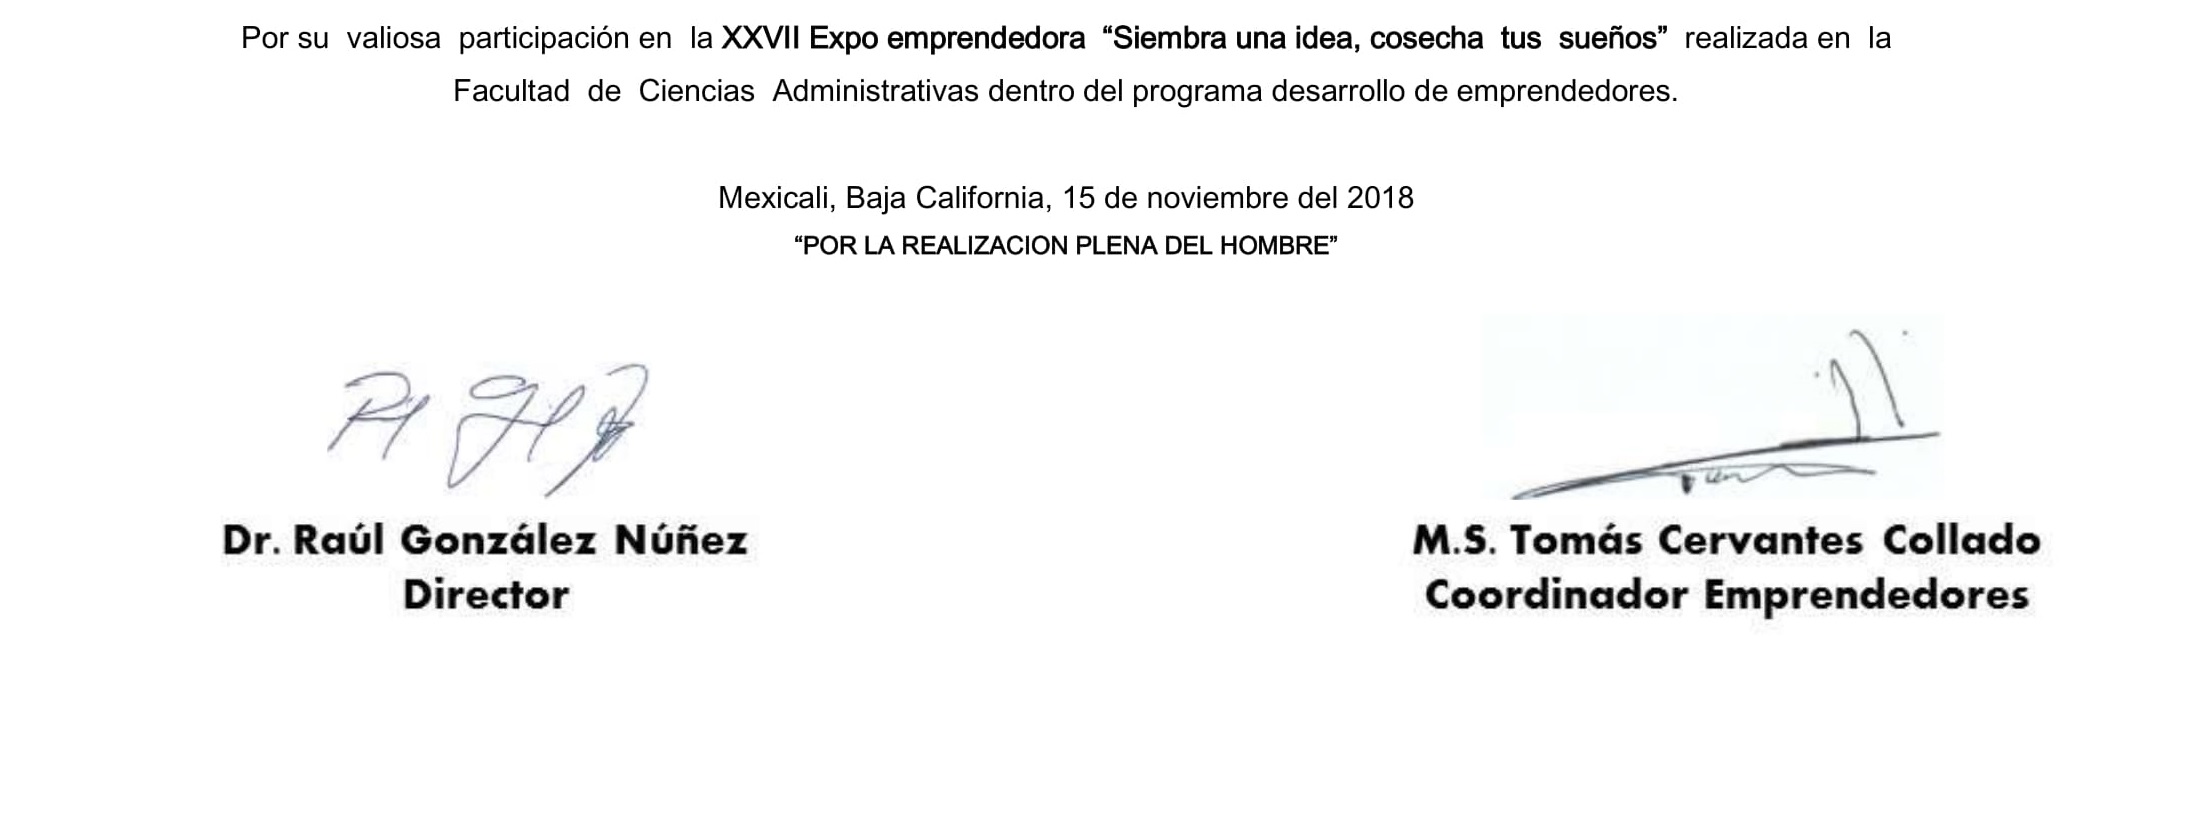 Por su valiosa participación en la XXVII Expo emprendedora “Siembra una idea, cosecha tus sueños” realizada en la
Facultad de Ciencias Administrativas dentro del programa desarrollo de emprendedores.
Mexicali, Baja California, 15 de noviembre del 2018
“POR LA REALIZACION PLENA DEL HOMBRE”
Dr. Raúl González Núñez
Director
M.S. Tomás Cervantes Collado
Coordinador Emprendedores